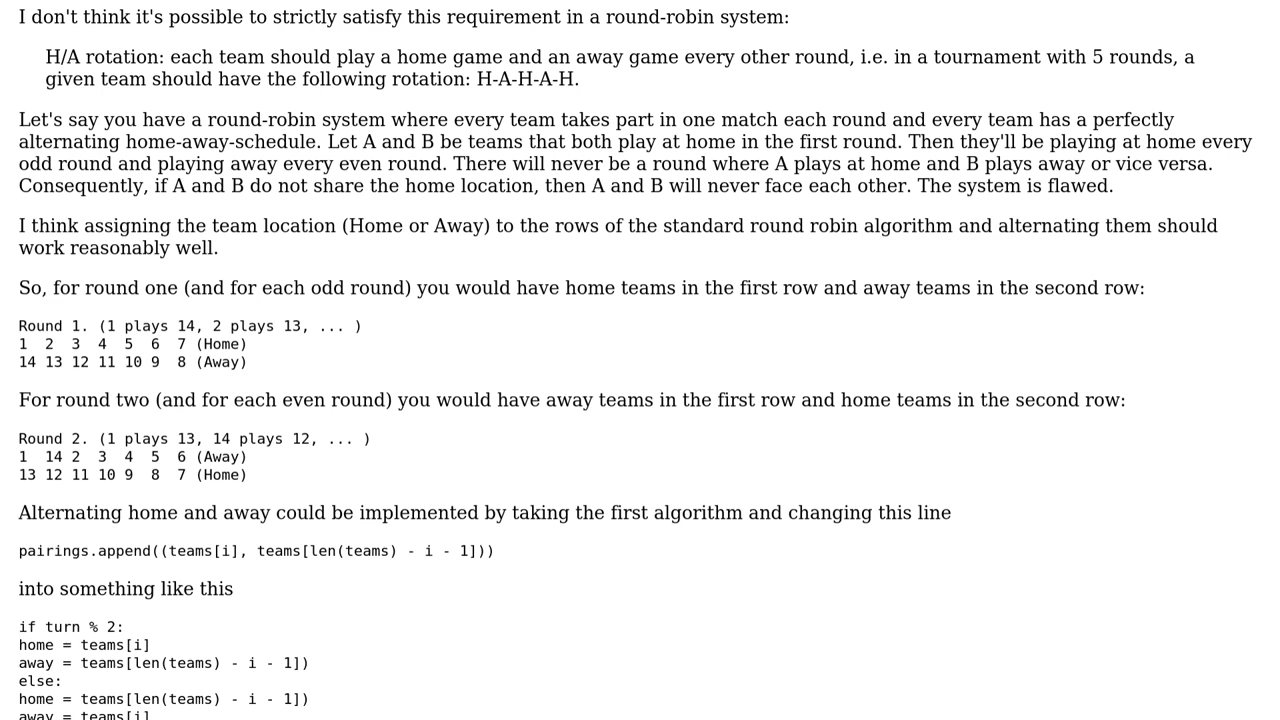 I don't think it's possible to strictly satisfy this requirement in a round-robin system:
H/A rotation: each team should play a home game and an away game every other round, i.e. in a tournament with 5 rounds, a
given team should have the following rotation: H-A-H-A-H.
Let's say you have a round-robin system where every team takes part in one match each round and every team has a perfectly
alternating home-away-schedule. Let A and B be teams that both play at home in the first round. Then they'll be playing at home every
odd round and playing away every even round. There will never be a round where A plays at home and B plays away or vice versa.
Consequently, if A and B do not share the home location, then A and B will never face each other. The system is flawed.
I think assigning the team location (Home or Away) to the rows of the standard round robin algorithm and alternating them should
work reasonably well.
So, for round one (and for each odd round) you would have home teams in the first row and away teams in the second row:
Round 1. (1 plays 14, 2 plays 13, ... )
1  2  3  4  5  6  7 (Home)
14 13 12 11 10 9  8 (Away)
For round two (and for each even round) you would have away teams in the first row and home teams in the second row:
Round 2. (1 plays 13, 14 plays 12, ... )
1  14 2  3  4  5  6 (Away)
13 12 11 10 9  8  7 (Home)
Alternating home and away could be implemented by taking the first algorithm and changing this line
pairings.append((teams[i], teams[len(teams) - i - 1]))
into something like this
if turn % 2:
home = teams[i]
away = teams[len(teams) - i - 1])
else:
home = teams[len(teams) - i - 1])
away = teams[i]